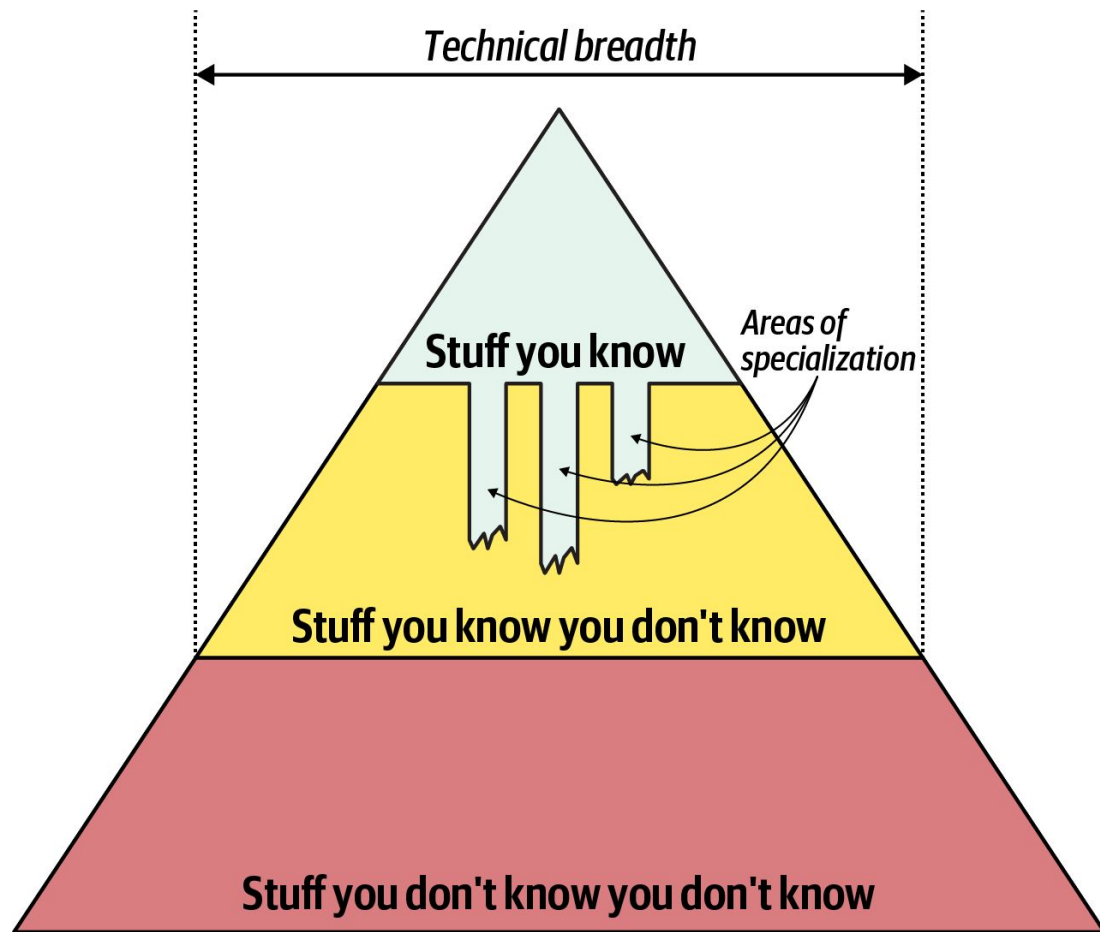 Technical breadth
Stuff you know
Areas of
specialization
Stuff you know you don't know
Stuff you don't know you don't know